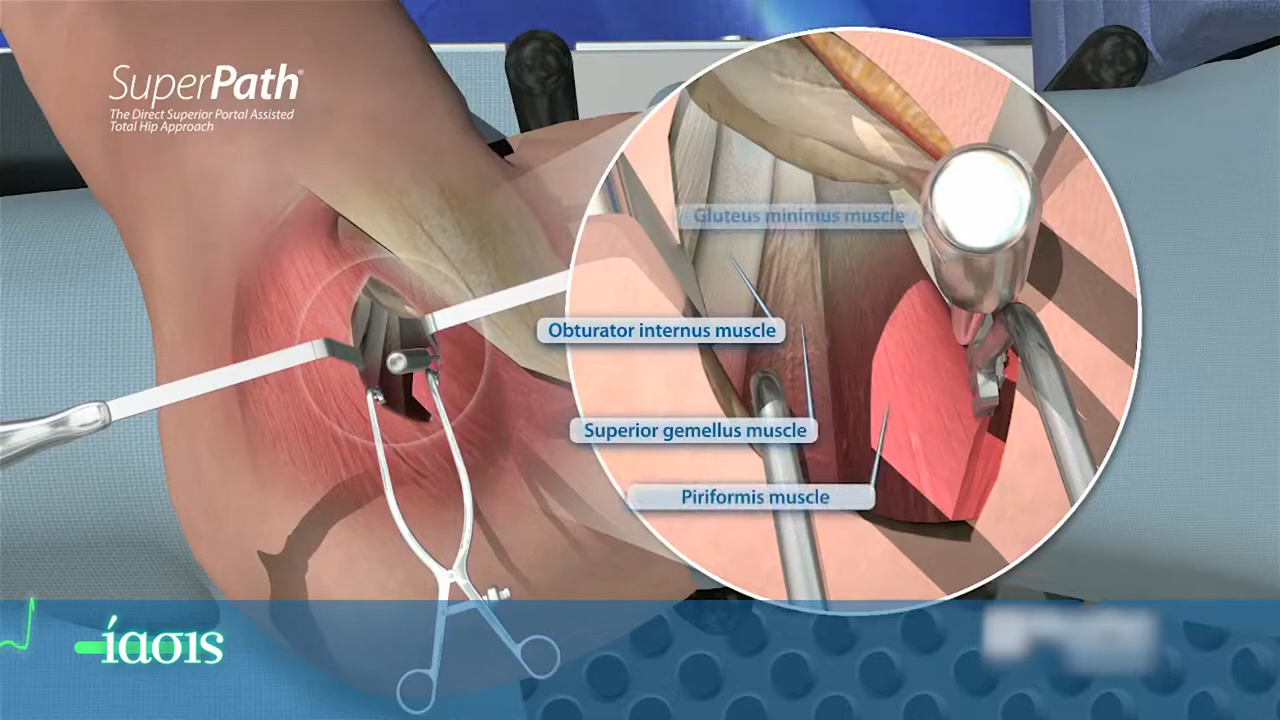 SuperPath®
The Direct Superior Portal Assisted
Total Hip Approach
Gluteus minimus muscle
Obturator internus muscle
Superior gemellus muscle
Piriformis muscle
ίασις